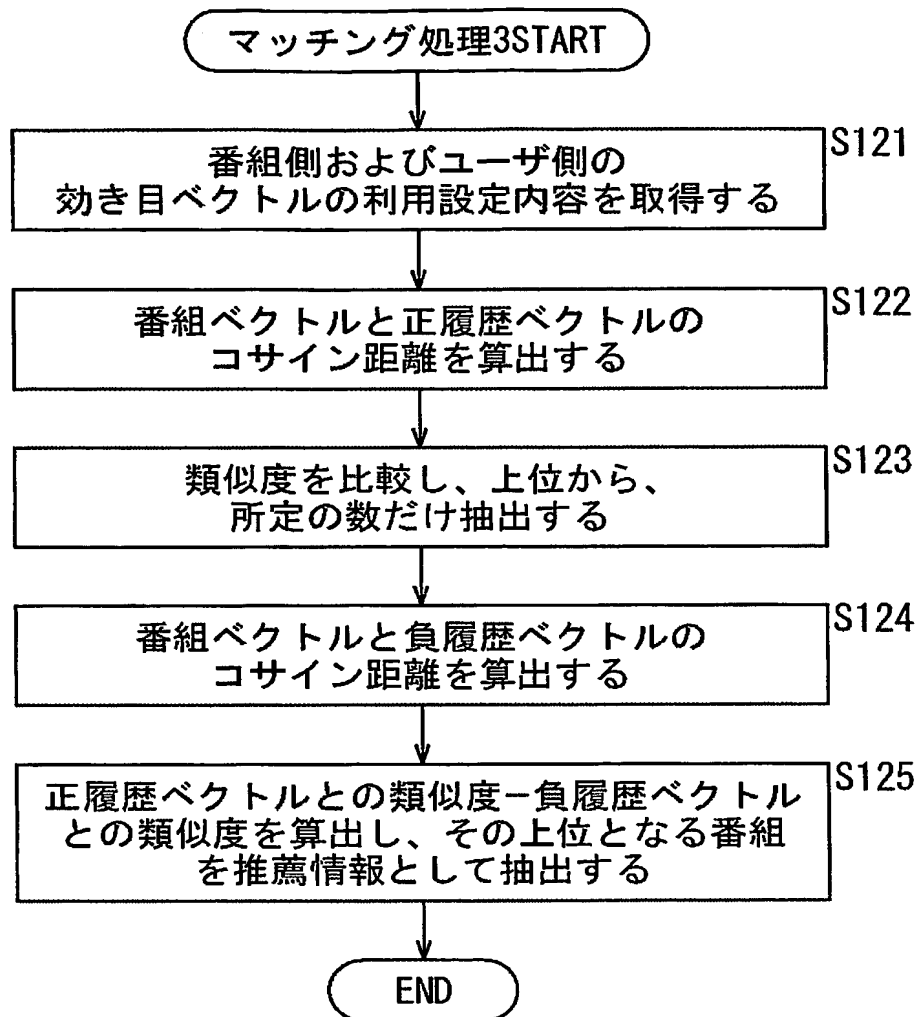 マッチング処理3START
S121
番組側およびユーザ側の
効き目ベクトルの利用設定内容を取得する
S122
番組ベクトルと正履歴ベクトルの
コサイン距離を算出する
S123
類似度を比較し、上位から、
所定の数だけ抽出する
S124
番組ベクトルと負履歴ベクトルの
コサイン距離を算出する
S125
正履歴ベクトルとの類似度−負履歴ベクトル
との類似度を算出し、その上位となる番組
を推薦情報として抽出する
END